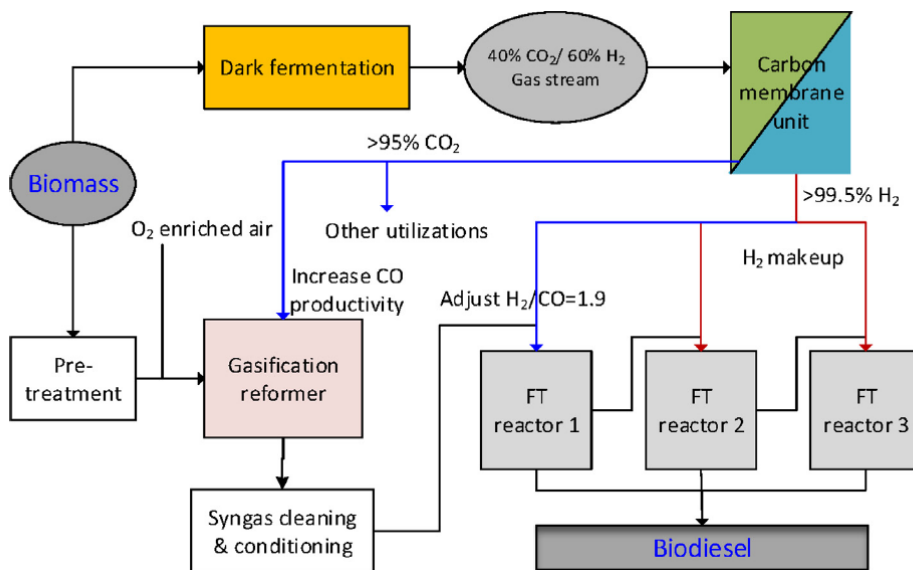 Dark fermentation
40% CO₂/ 60% H₂
Gas stream
Carbon
membrane
unit
>95% CO₂
Biomass
>99.5% H₂
O₂ enriched air
Other utilizations
H₂ makeup
Increase CO
productivity
Adjust H₂/CO=1.9
Pre-
treatment
Gasification
reformer
FT
reactor 1
FT
reactor 2
FT
reactor 3
Syngas cleaning
& conditioning
Biodiesel